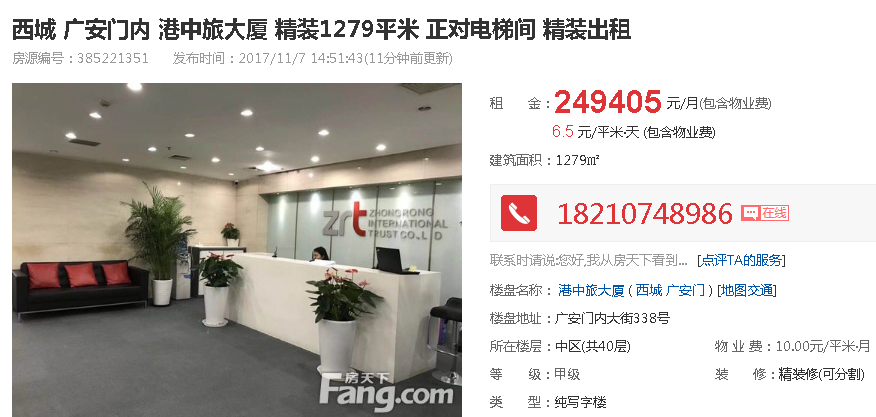 西城 广安门内 港中旅大厦 精装1279平米 正对电梯间 精装出租
房源编号：385221351 发布时间：2017/11/7 14:51:43(11分钟前更新)
租 金：249405 元/月(包含物业费)
6.5 元/平米·天 (包含物业费)
建筑面积：1279㎡
18210748986 在线
联系时请说:您好,我从房天下看到... [点评TA的服务]
楼盘名称： 港中旅大厦 ( 西城 广安门 ) [地图交通]
楼盘地址：广安门内大街338号
所在楼层：中区(共40层) 物 业 费：10.00元/平米·月
等 级：甲级 装 修：精装修(可分割)
类 型：纯写字楼
zrt
ZHONGRONG
INTERNATIONAL
TRUST CO., LTD
房天下
Fang.com